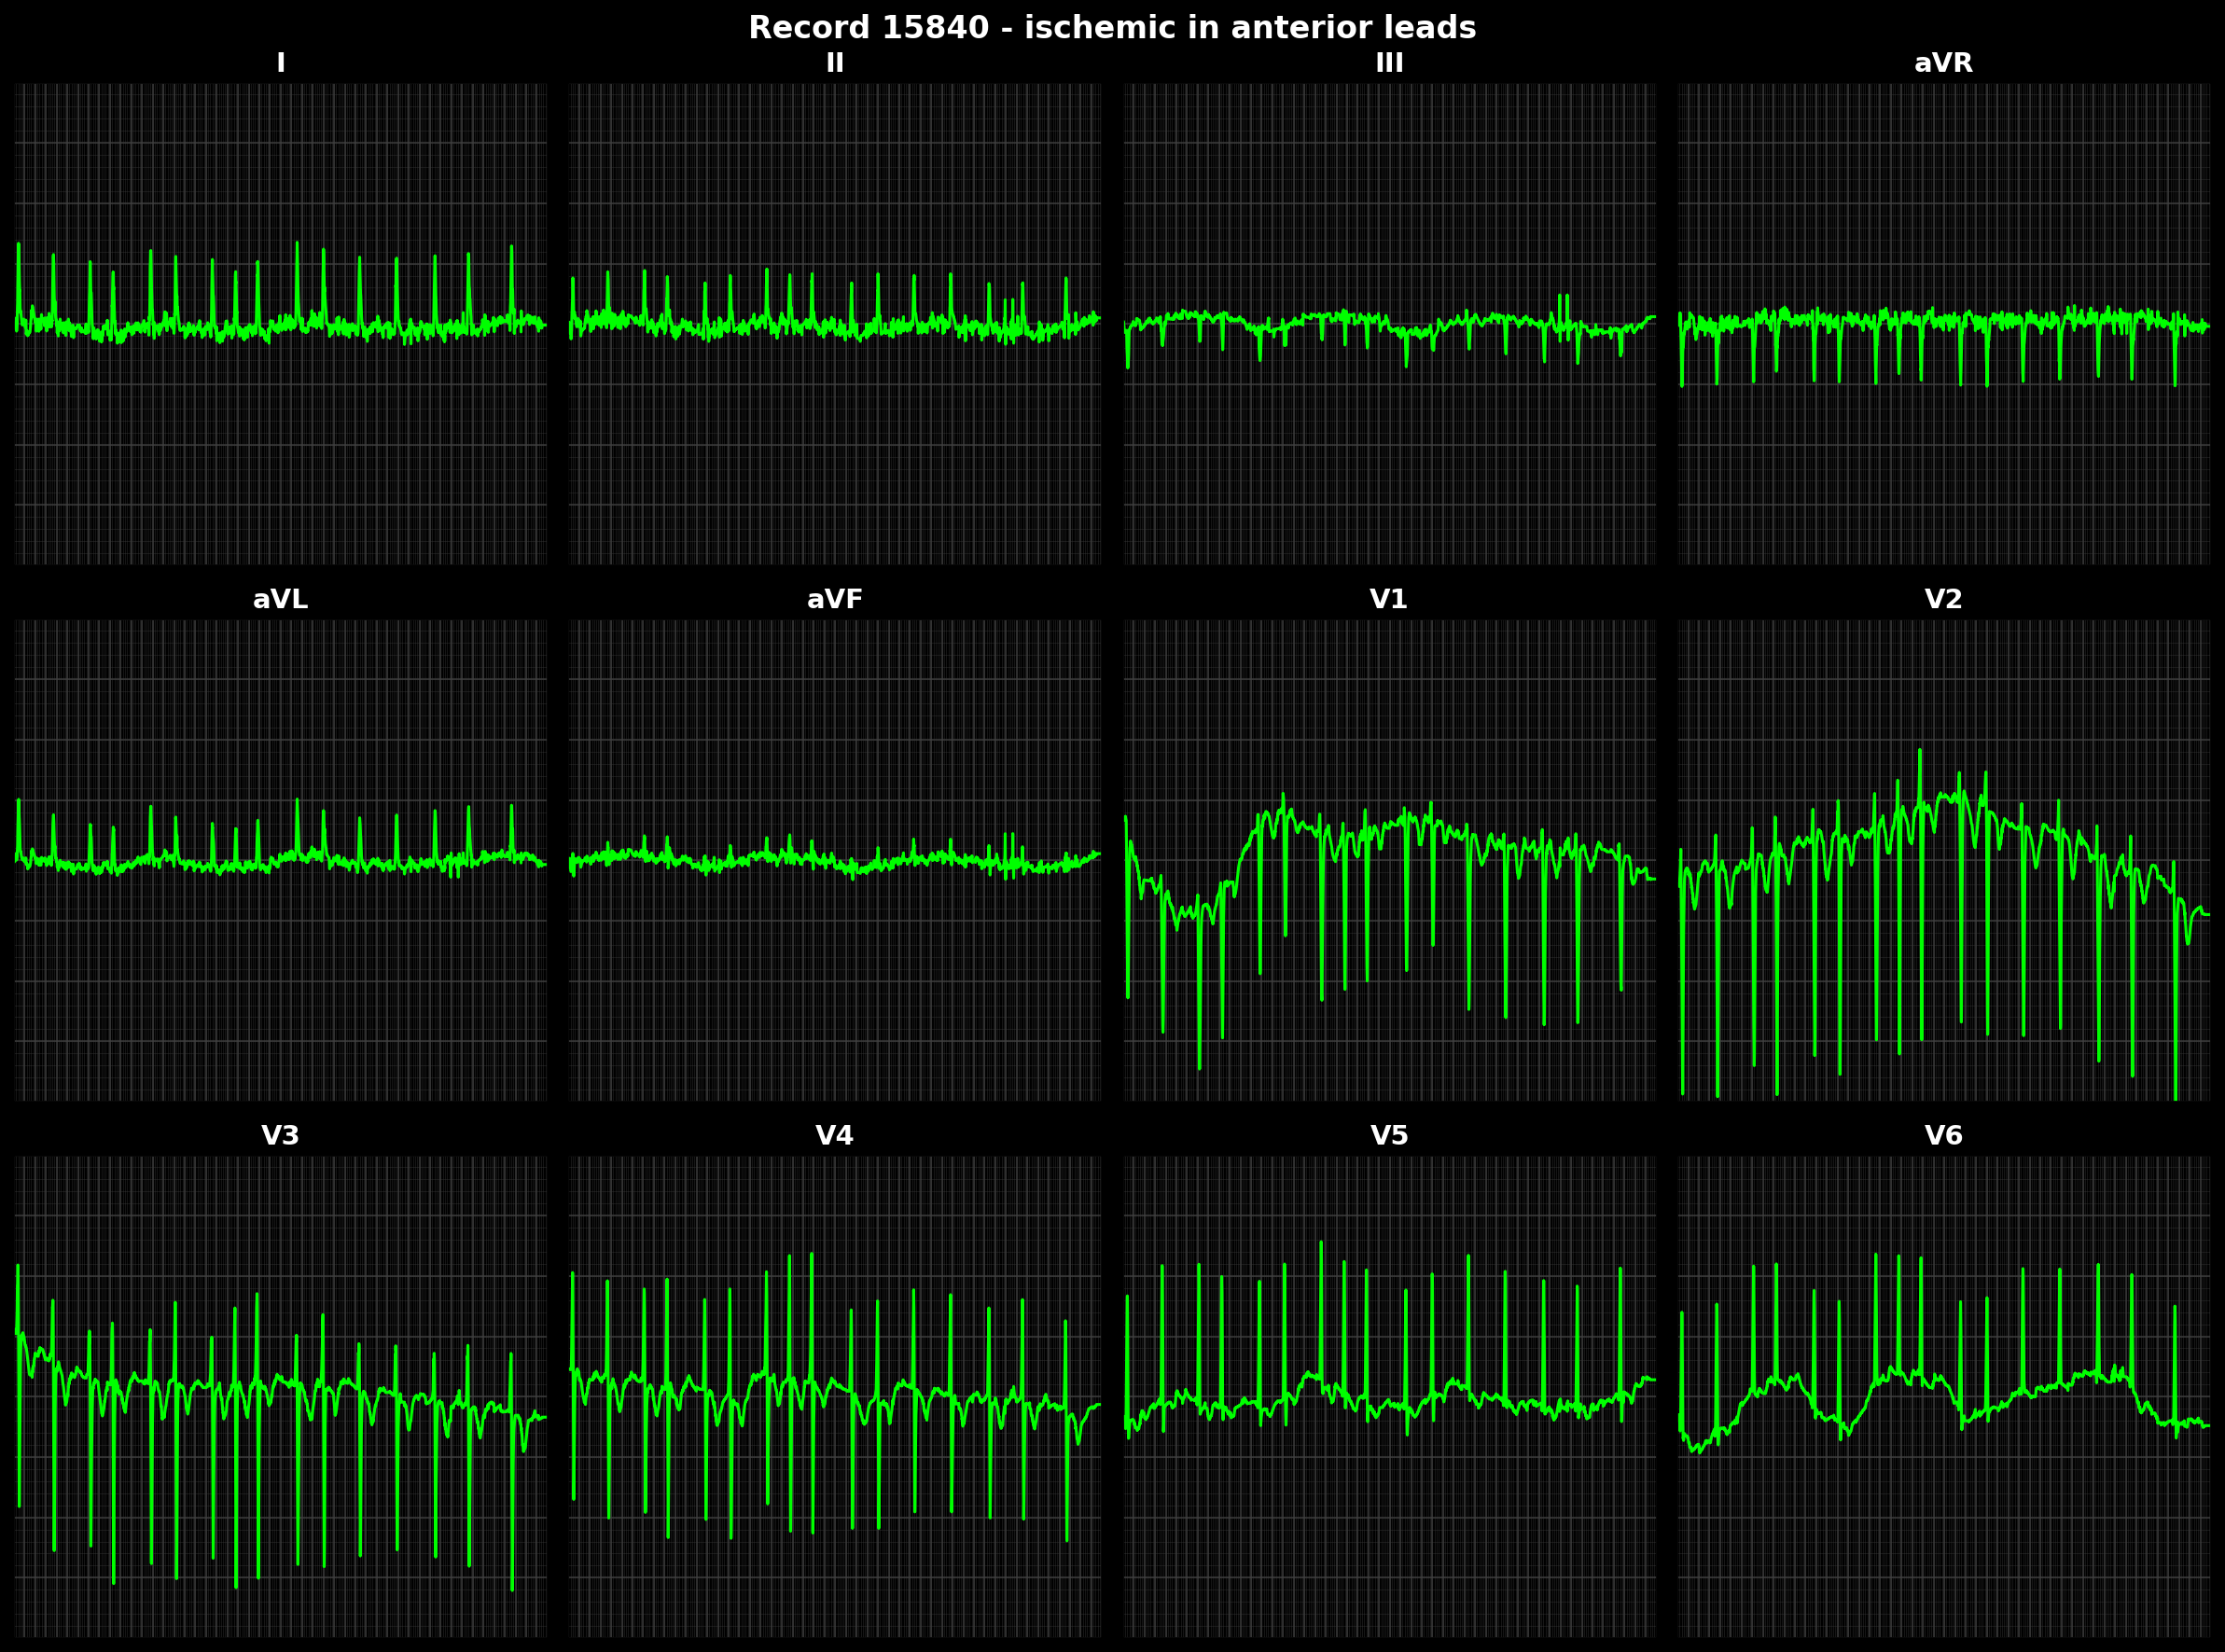 Record 15840 - ischemic in anterior leads
I II III aVR
aVL aVF V1 V2
V3 V4 V5 V6